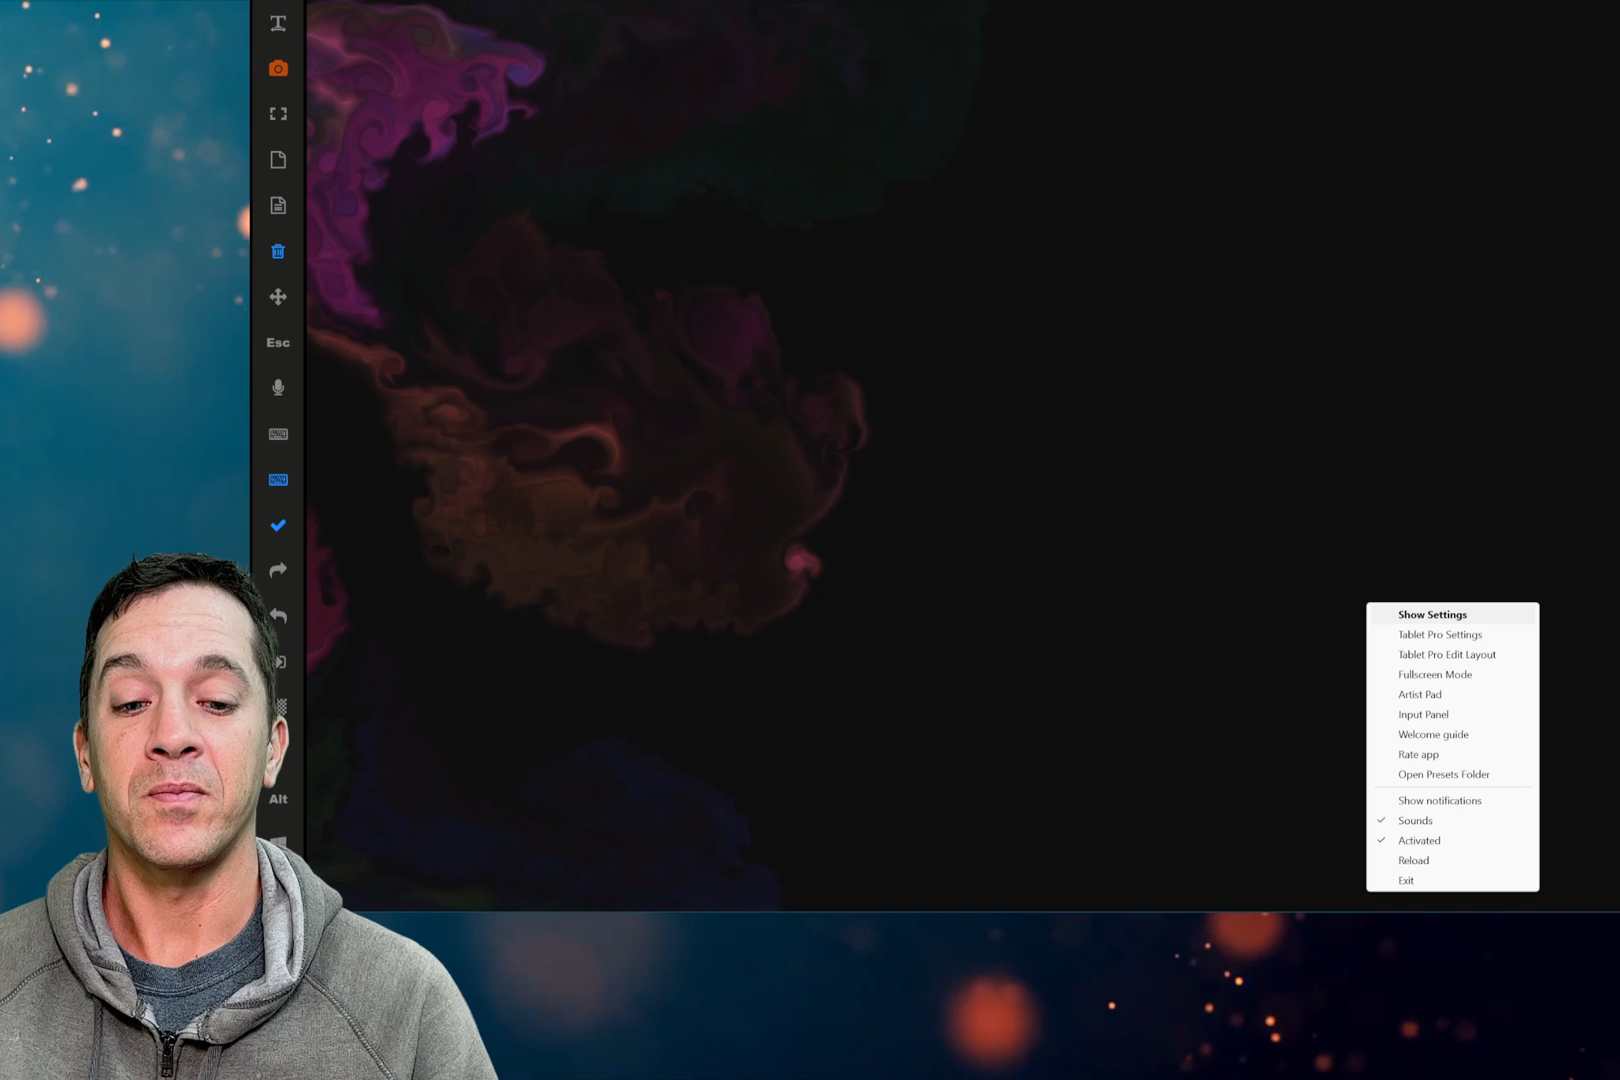 Esc
Alt
Show Settings
Tablet Pro Settings
Tablet Pro Edit Layout
Fullscreen Mode
Artist Pad
Input Panel
Welcome guide
Rate app
Open Presets Folder
Show notifications
Sounds
Activated
Reload
Exit